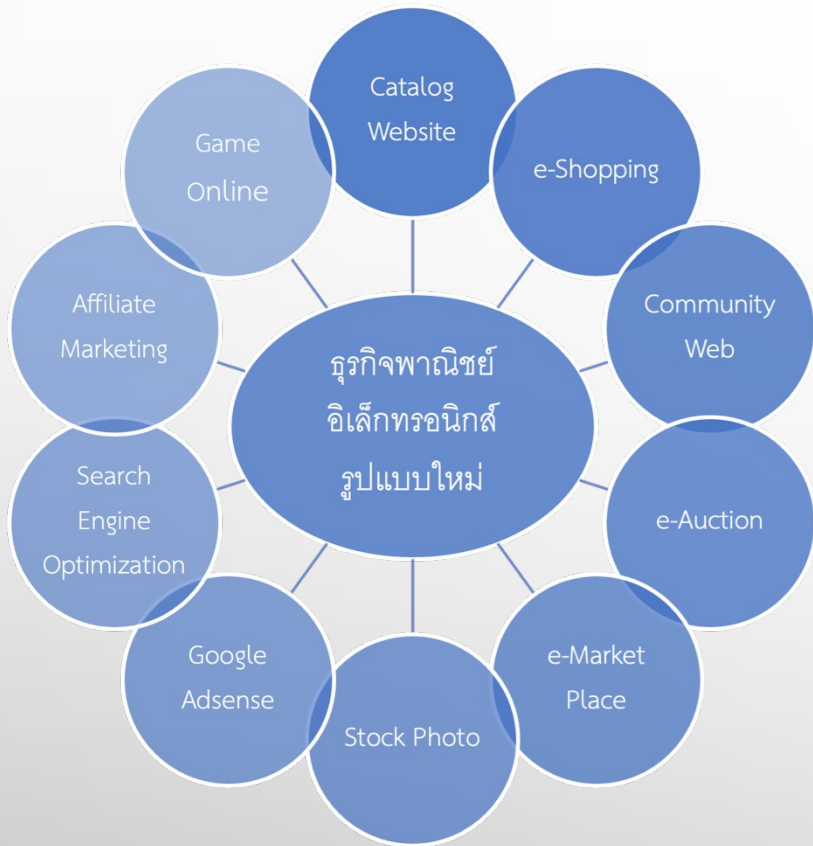 Catalog
Website
e-Shopping
Community
Web
e-Auction
e-Market
Place
Stock Photo
Google
Adsense
Search
Engine
Optimization
Affiliate
Marketing
Game
Online
ธุรกิจพาณิชย์
อิเล็กทรอนิกส์
รูปแบบใหม่